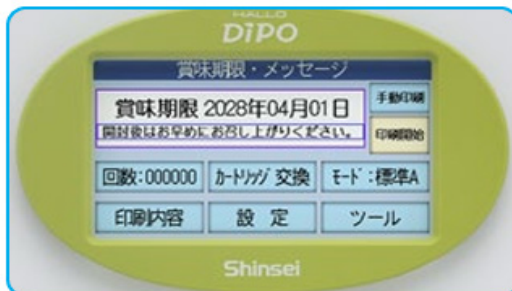 HALLO
DiPO
賞味期限・メッセージ
賞味期限 2028年04月01日
手動印刷
開封後はお早めにお召し上がりください。
印刷開始
回数:000000
カートリッジ 交換
モード:標準A
印刷内容
設 定
ツール
Shinsei